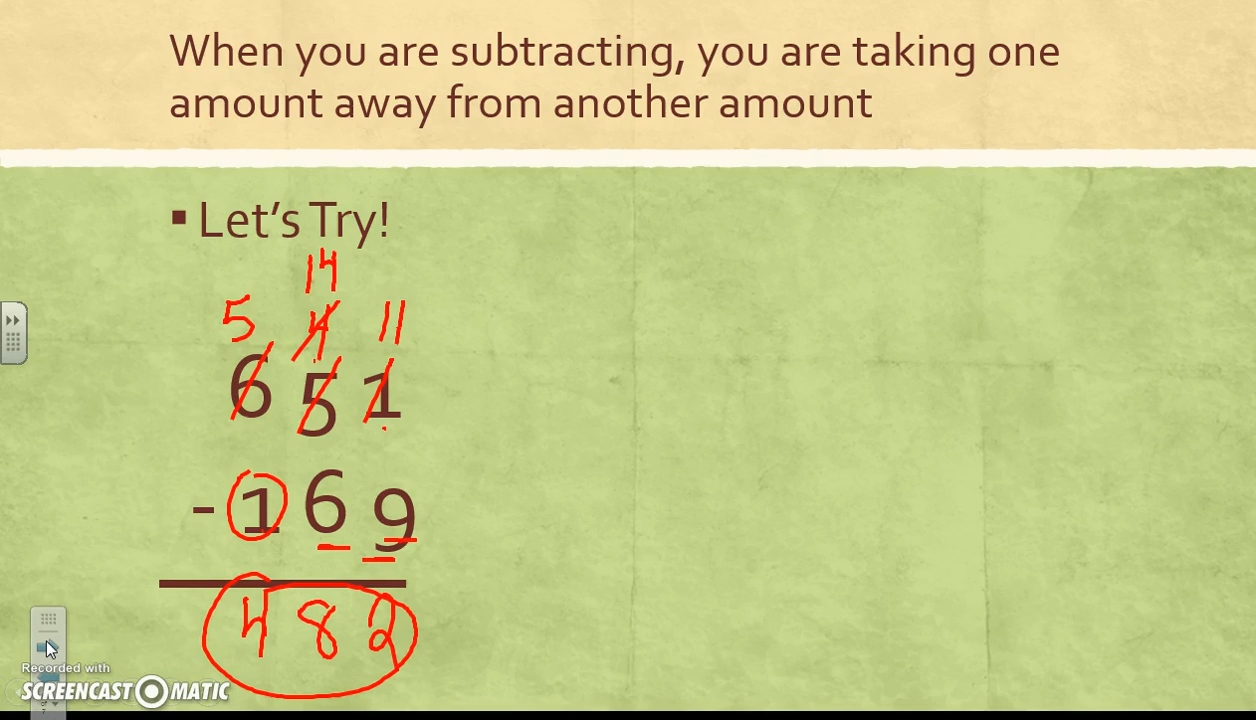 When you are subtracting, you are taking one
amount away from another amount
▪ Let's Try!
14
5 4 11
6 5 1
- 1 6 9
4 8 2
Recorded with
SCREENCAST O MATIC